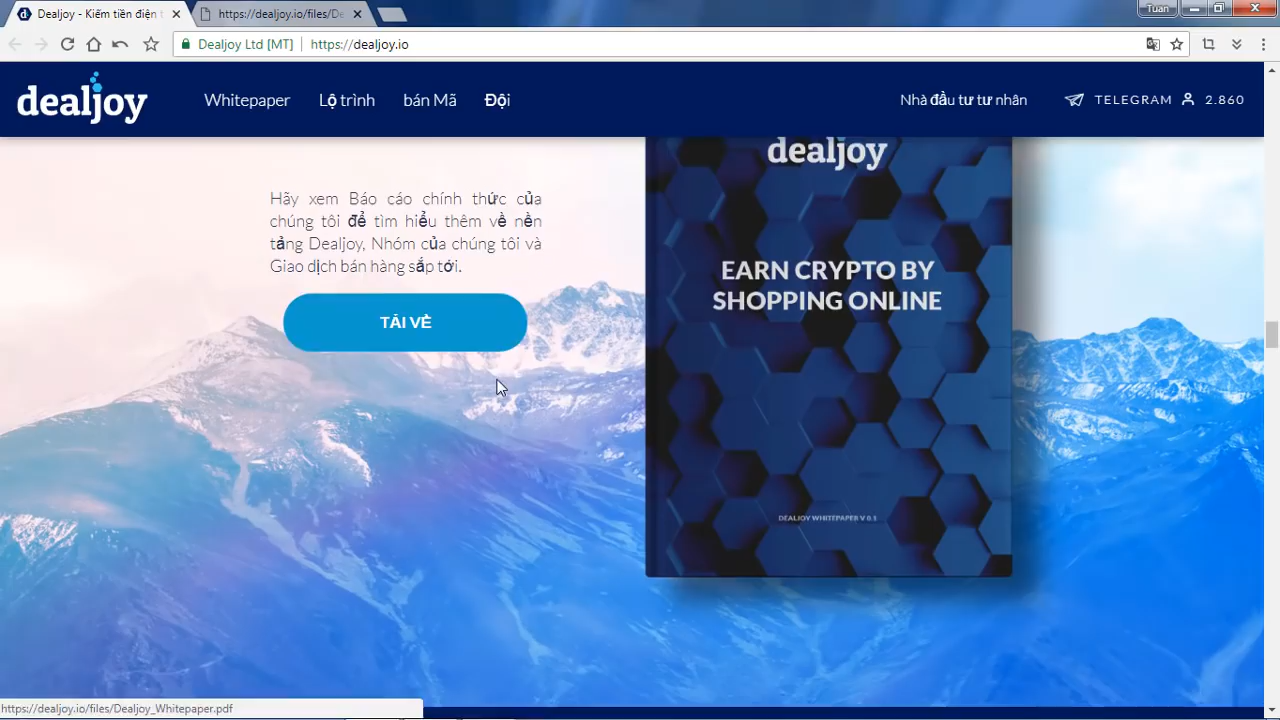 Dealjoy - Kiếm tiền điện t
https://dealjoy.io/files/De
Tuan
Dealjoy Ltd [MT]
https://dealjoy.io
dealjoy
Whitepaper
Lộ trình
bán Mã
Đội
Nhà đầu tư tư nhân
TELEGRAM
2.860
Hãy xem Báo cáo chính thức của
chúng tôi để tìm hiểu thêm về nền
tảng Dealjoy, Nhóm của chúng tôi và
Giao dịch bán hàng sắp tới.
TẢI VỀ
dealjoy
EARN CRYPTO BY
SHOPPING ONLINE
DEALJOY WHITEPAPER V 0.1
https://dealjoy.io/files/Dealjoy_Whitepaper.pdf